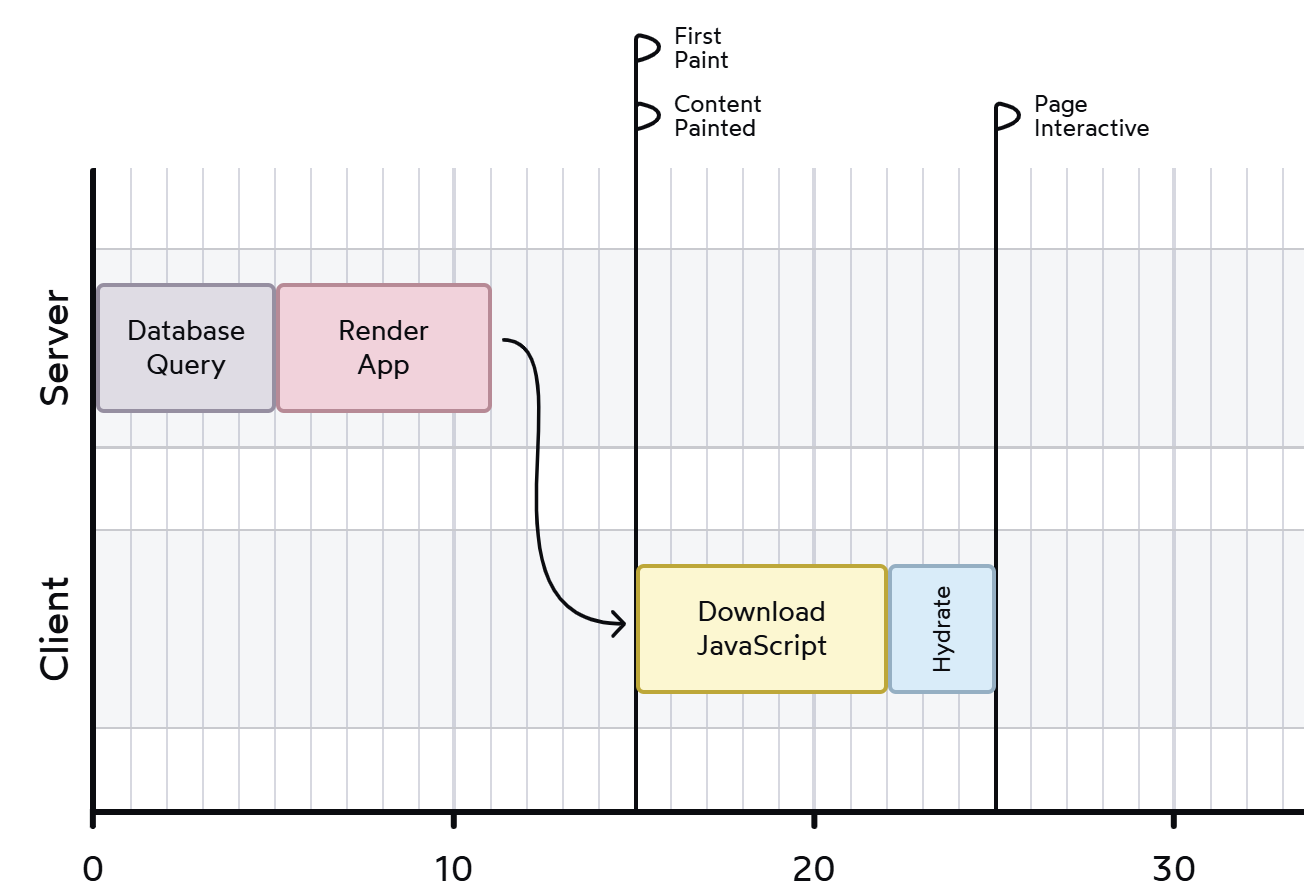 First
Paint
Content
Painted
Page
Interactive
Server
Database
Query
Render
App
Client
Download
JavaScript
Hydrate
0
10
20
30